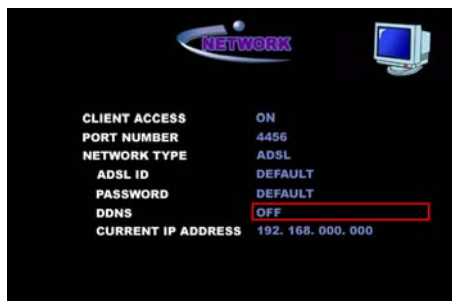 NETWORK
CLIENT ACCESS ON
PORT NUMBER 4456
NETWORK TYPE ADSL
ADSL ID DEFAULT
PASSWORD DEFAULT
DDNS OFF
CURRENT IP ADDRESS 192. 168. 000. 000